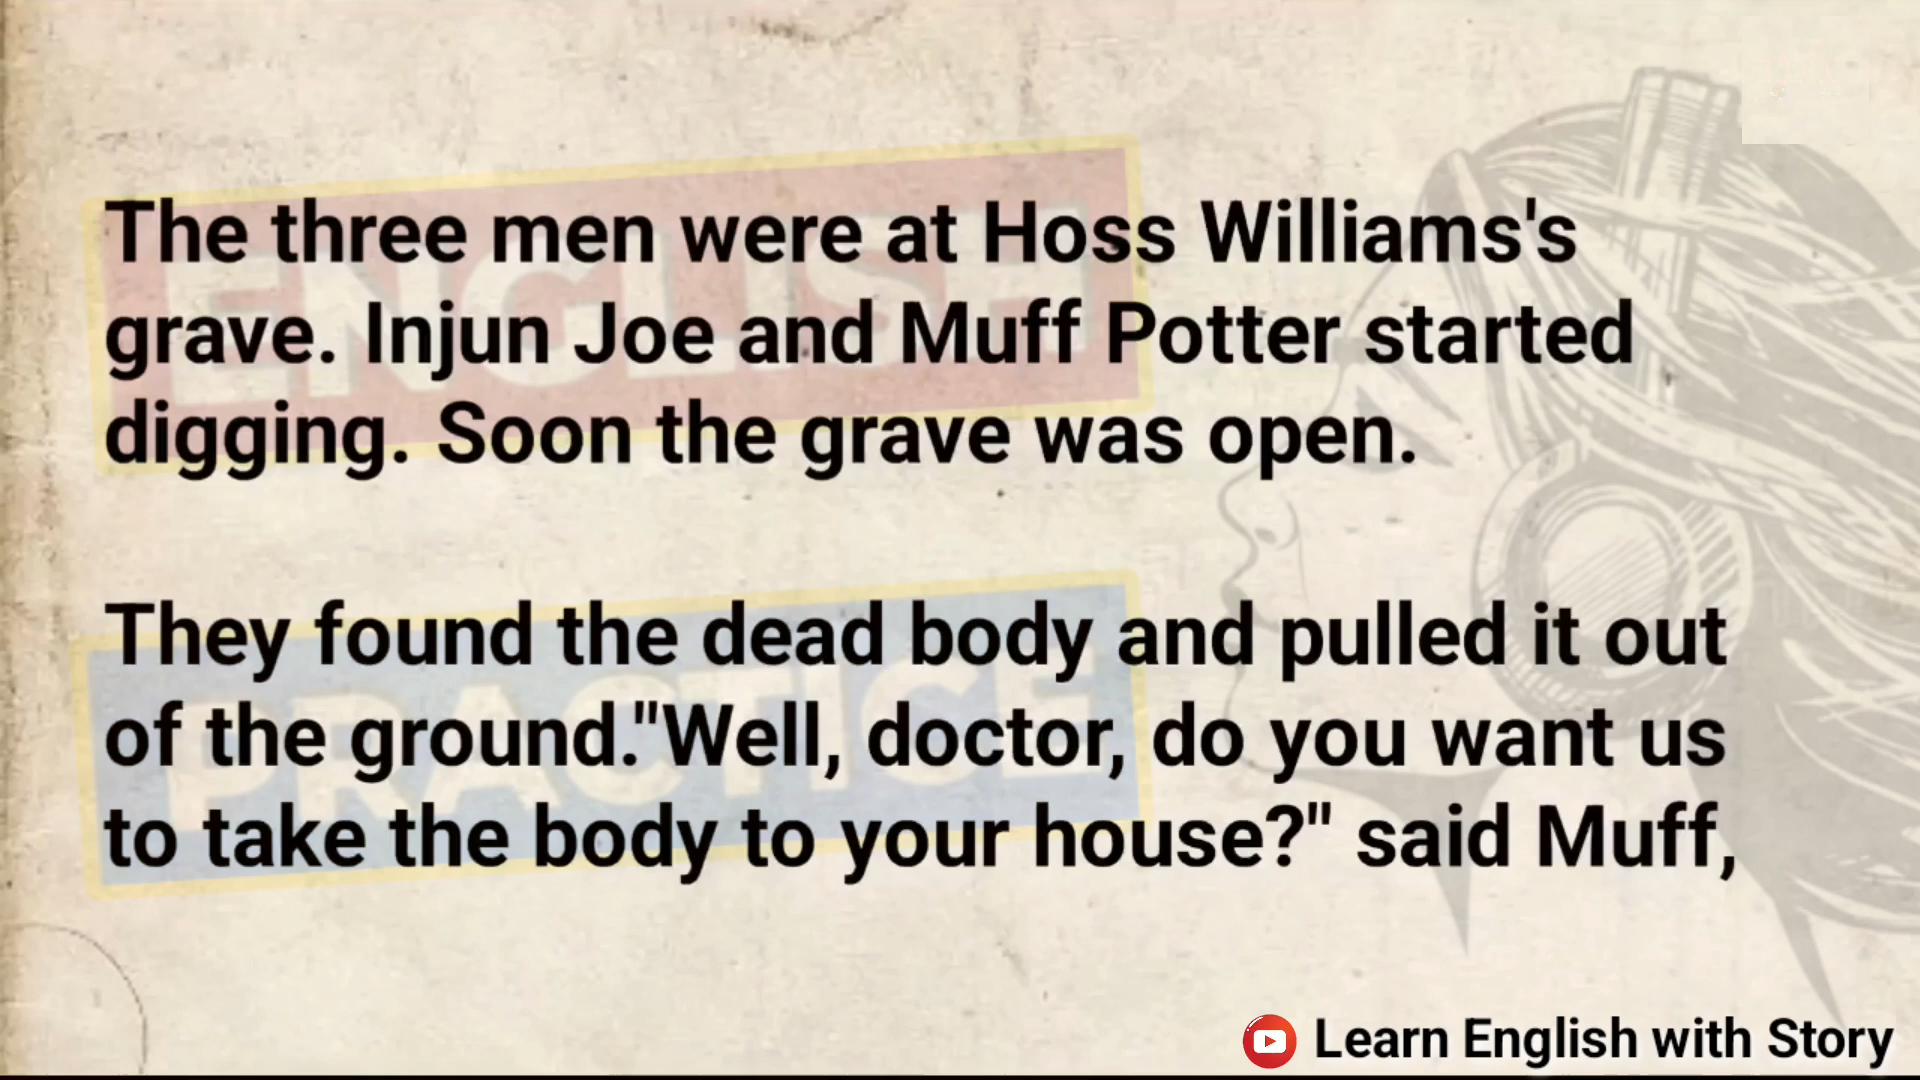 ENGLISH
The three men were at Hoss Williams's
grave. Injun Joe and Muff Potter started
digging. Soon the grave was open.
PRACTICE
They found the dead body and pulled it out
of the ground."Well, doctor, do you want us
to take the body to your house?" said Muff,
Learn English with Story